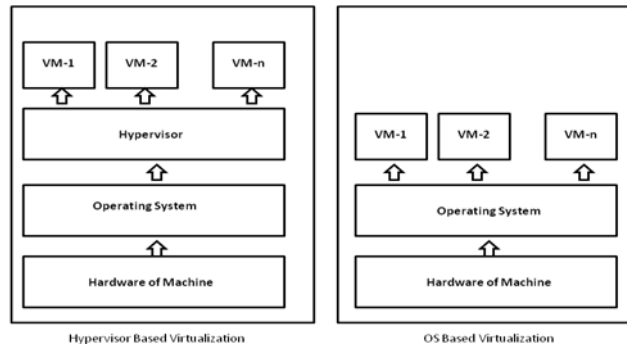 VM-1 VM-2 VM-n
Hypervisor
Operating System
Hardware of Machine
Hypervisor Based Virtualization
VM-1 VM-2 VM-n
Operating System
Hardware of Machine
OS Based Virtualization